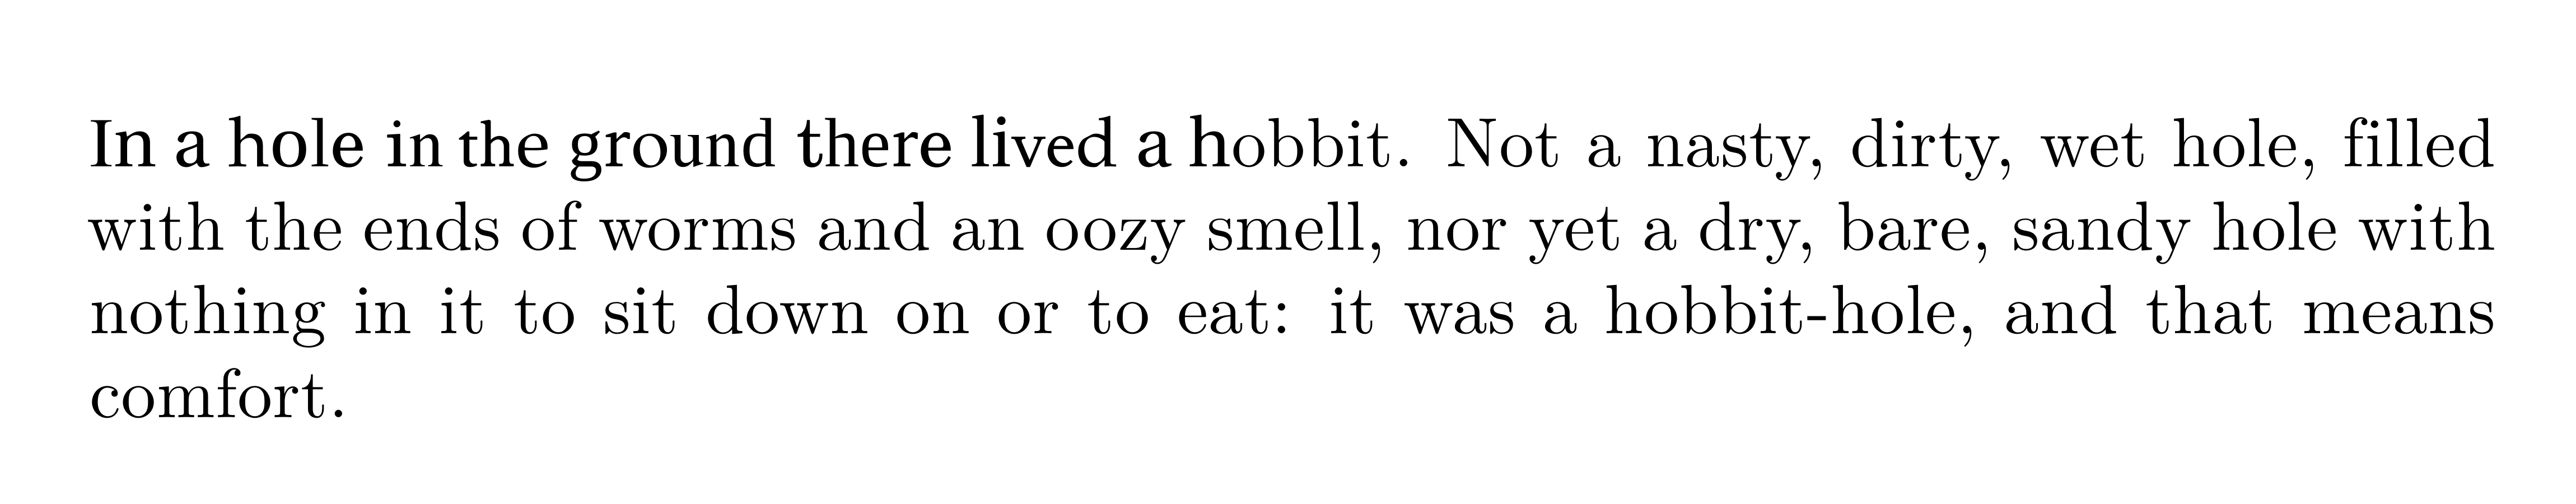 In a hole in the ground there lived a hobbit. Not a nasty, dirty, wet hole, filled
with the ends of worms and an oozy smell, nor yet a dry, bare, sandy hole with
nothing in it to sit down on or to eat: it was a hobbit-hole, and that means
comfort.